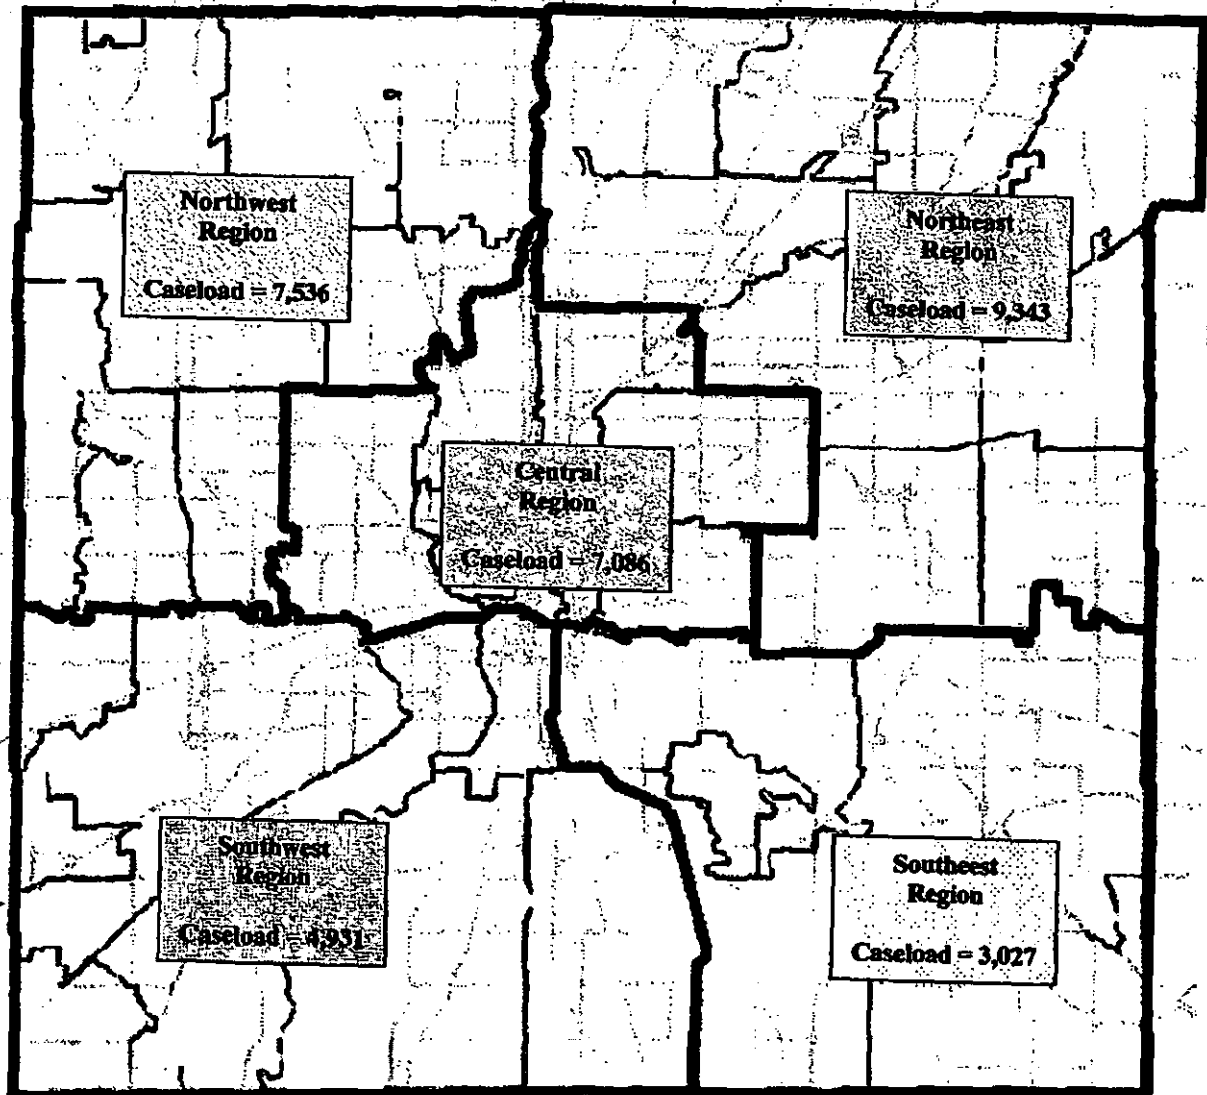 Northwest
Region
Caseload = 7,536
Northeast
Region
Caseload = 9,343
Central
Region
Caseload = 7,086
Southwest
Region
Caseload = 4,931
Southeest
Region
Caseload = 3,027